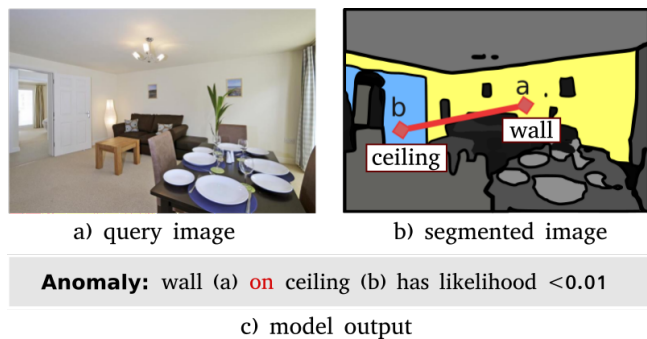 a
b
wall
ceiling
a) query image
b) segmented image
Anomaly: wall (a) on ceiling (b) has likelihood <0.01
c) model output